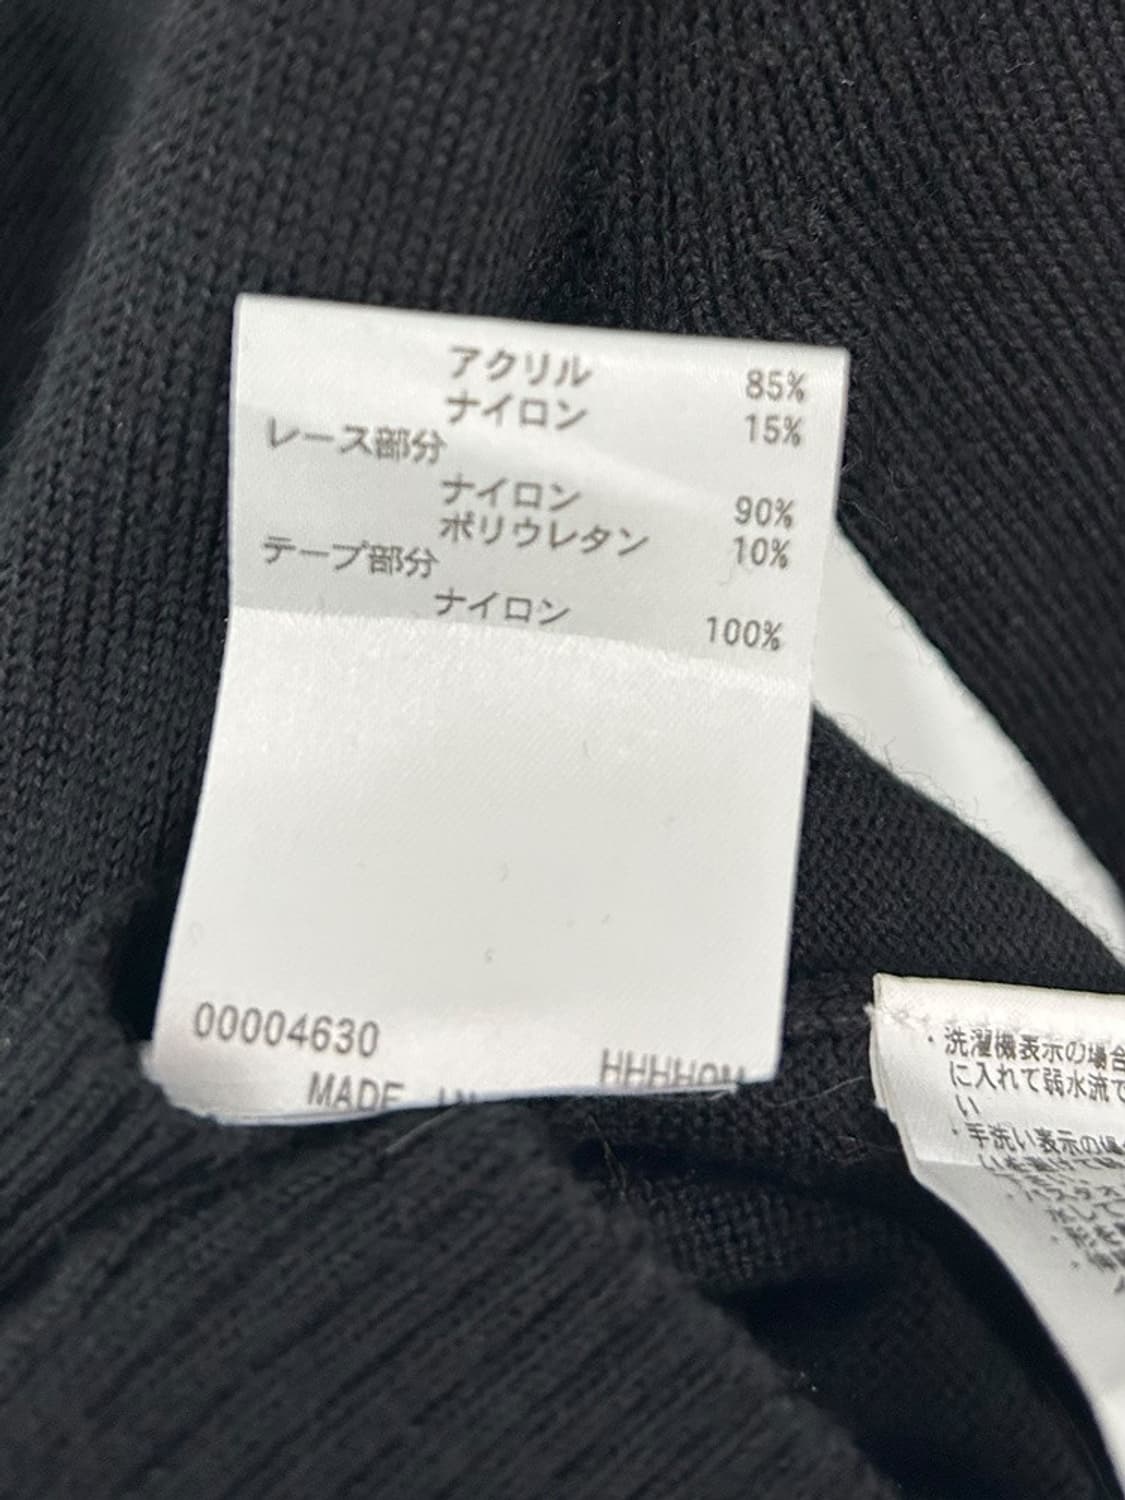 アクリル 85%
ナイロン 15%
レース部分
ナイロン 90%
ポリウレタン 10%
テープ部分
ナイロン 100%
00004630
MADE IN
・洗濯機表示の場合
に入れて弱水流で
い
・手洗い表示の場